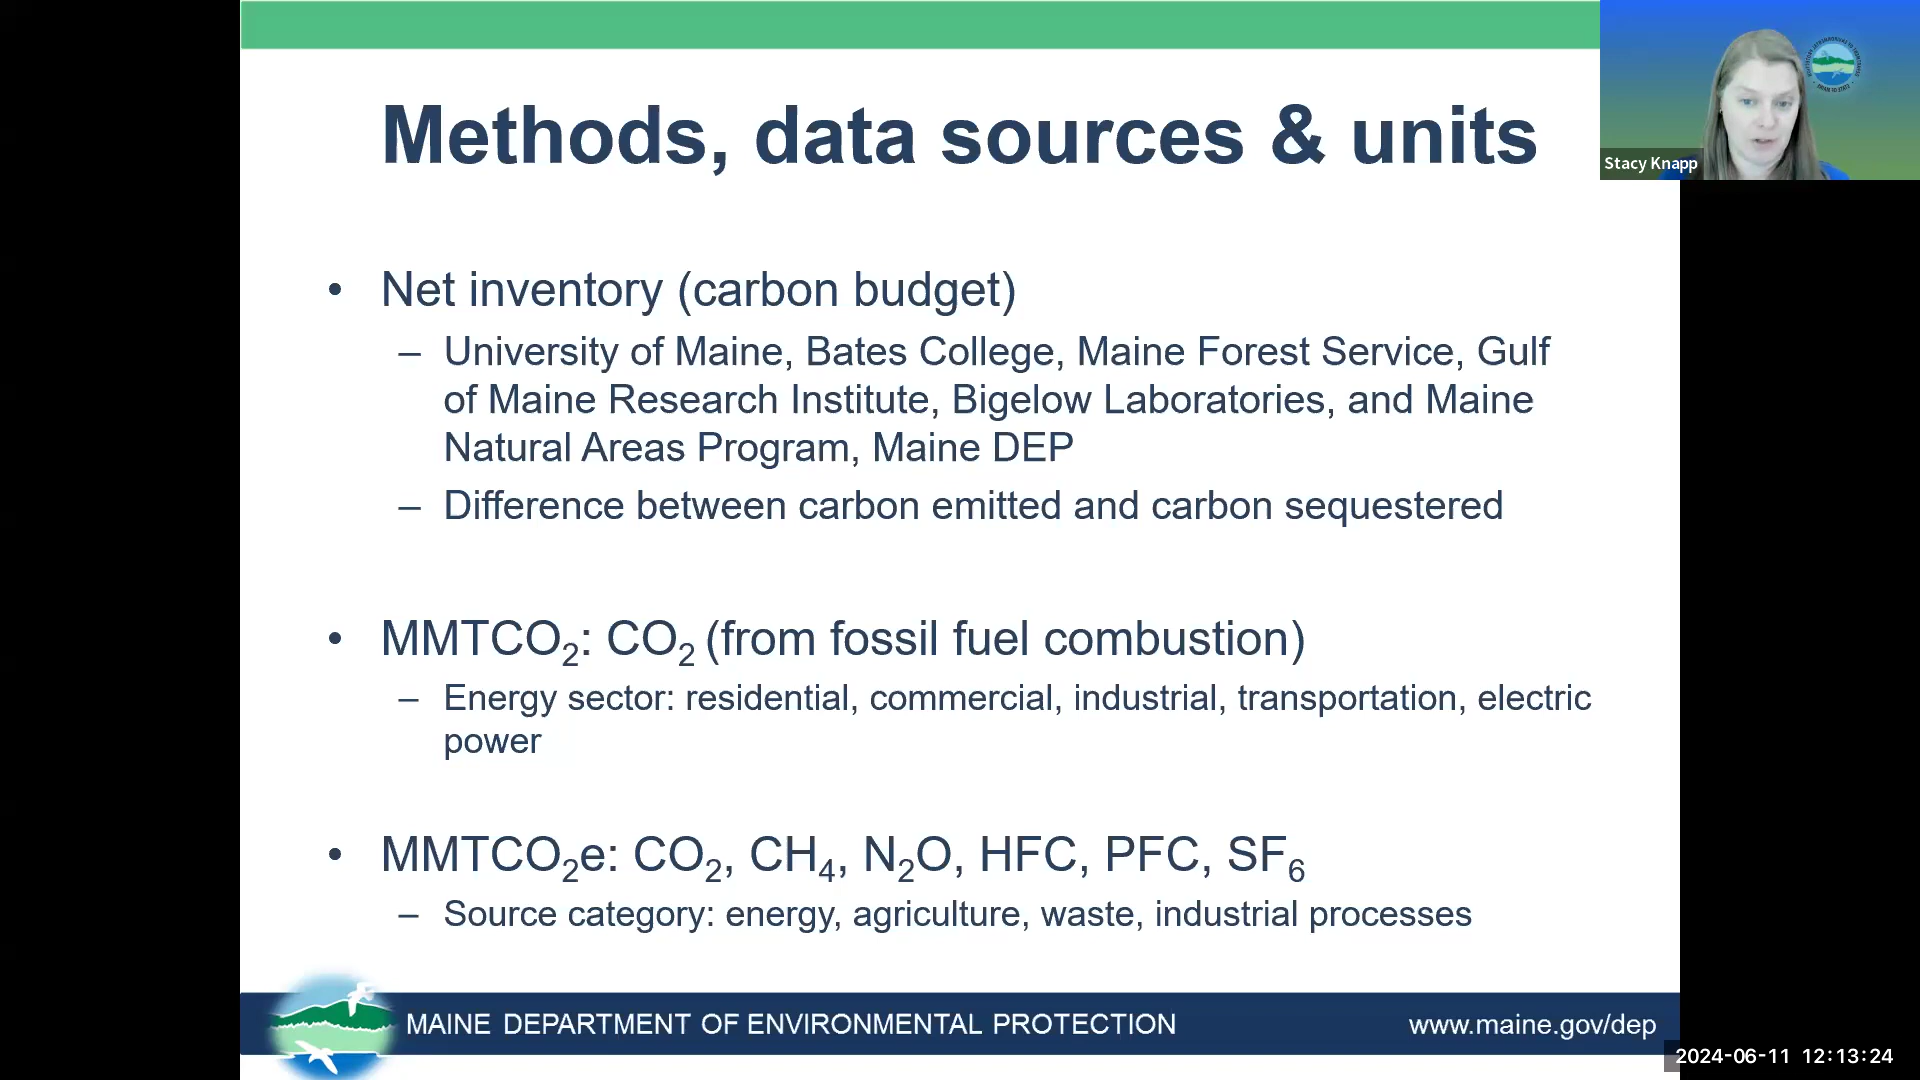 Methods, data sources & units
• Net inventory (carbon budget)
– University of Maine, Bates College, Maine Forest Service, Gulf
of Maine Research Institute, Bigelow Laboratories, and Maine
Natural Areas Program, Maine DEP
– Difference between carbon emitted and carbon sequestered
• MMTCO₂: CO₂ (from fossil fuel combustion)
– Energy sector: residential, commercial, industrial, transportation, electric
power
• MMTCO₂e: CO₂, CH₄, N₂O, HFC, PFC, SF₆
– Source category: energy, agriculture, waste, industrial processes
MAINE DEPARTMENT OF ENVIRONMENTAL PROTECTION
www.maine.gov/dep
Stacy Knapp
2024-06-11 12:13:24